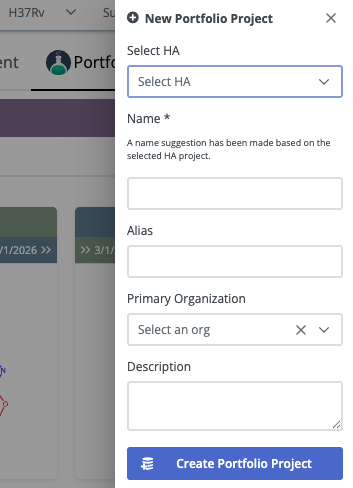 H37Rv
Su
ent
Portfo
/1/2026 >>
>> 3/1/
N
O
New Portfolio Project
Select HA
Select HA
Name *
A name suggestion has been made based on the
selected HA project.
Alias
Primary Organization
Select an org
Description
Create Portfolio Project